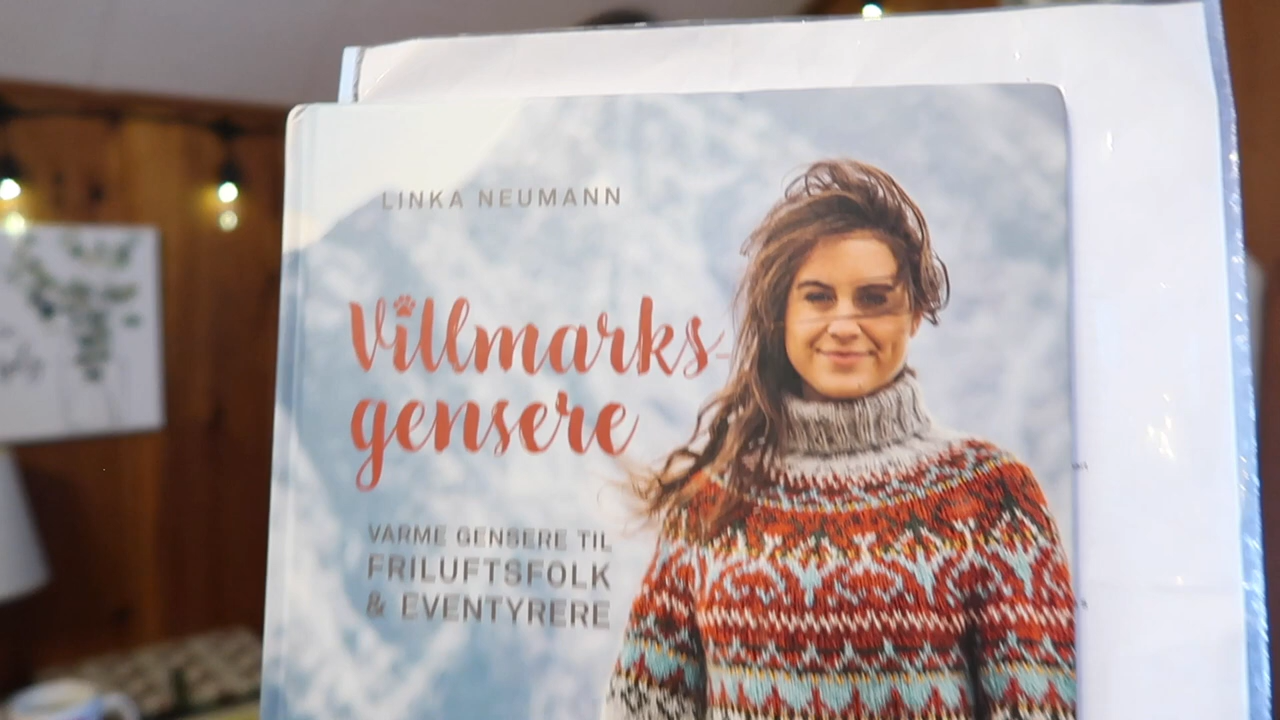 LINKA NEUMANN
Villmarks-
gensere
VARME GENSERE TIL
FRILUFTSFOLK
& EVENTYRERE